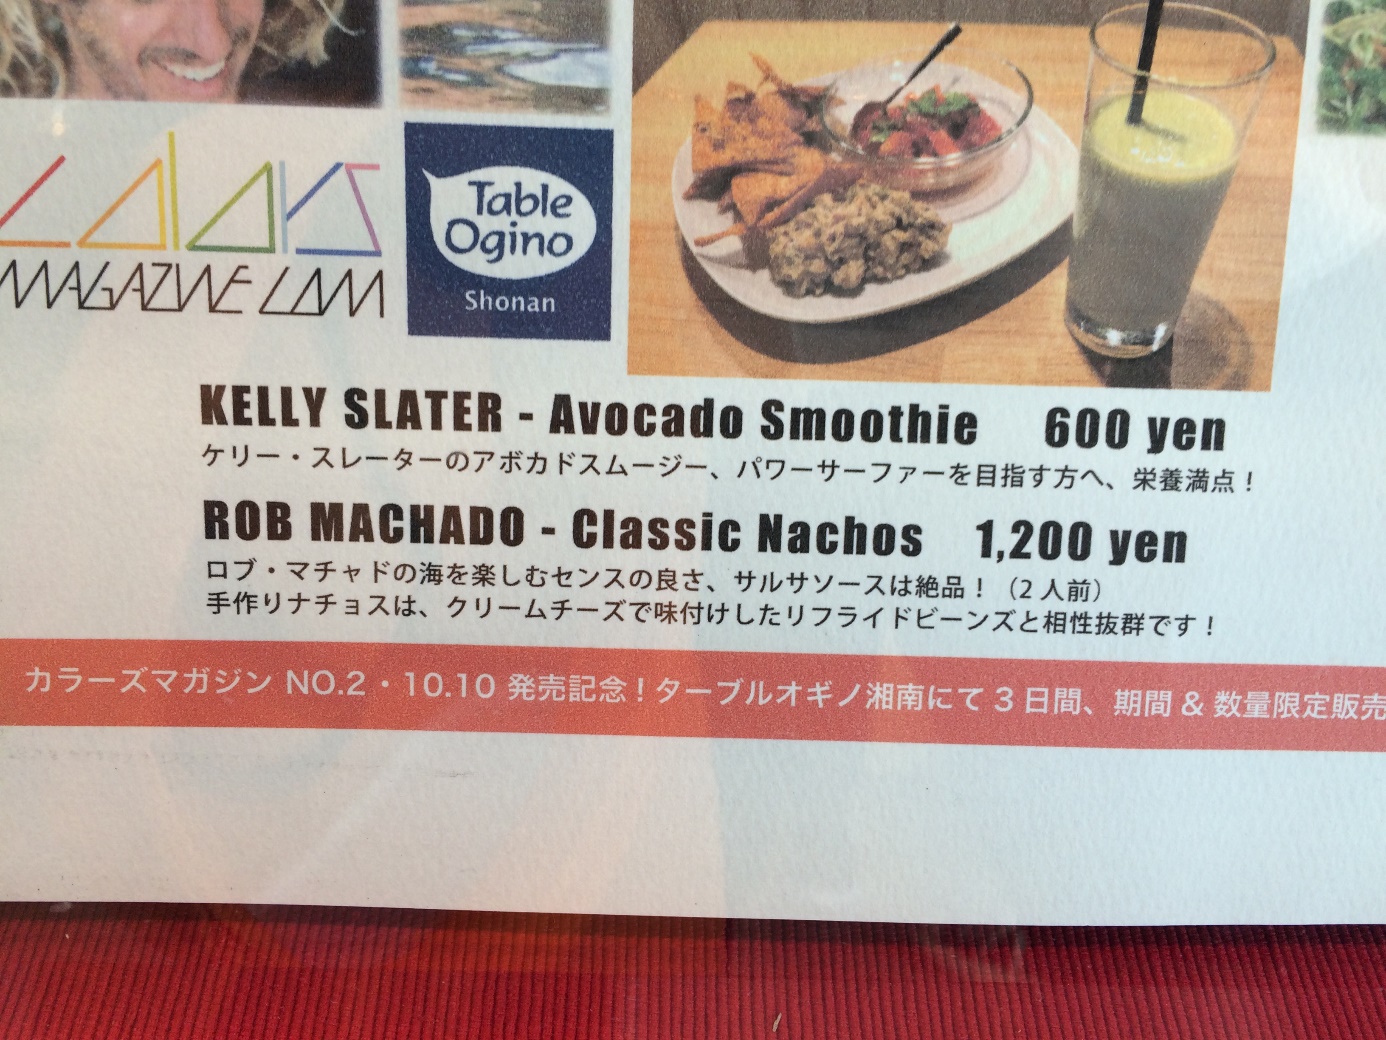 MAGAZINE
Table
Ogino
Shonan
KELLY SLATER - Avocado Smoothie 600 yen
ケリー・スレーターのアボカドスムージー、パワーサーファーを目指す方へ、栄養満点！
ROB MACHADO - Classic Nachos 1,200 yen
ロブ・マチャドの海を楽しむセンスの良さ、サルサソースは絶品！（2 人前）
手作りナチョスは、クリームチーズで味付けしたリフライドビーンズと相性抜群です！
カラーズマガジン NO.2・10.10 発売記念！ターブルオギノ湘南にて 3 日間、期間 & 数量限定販売